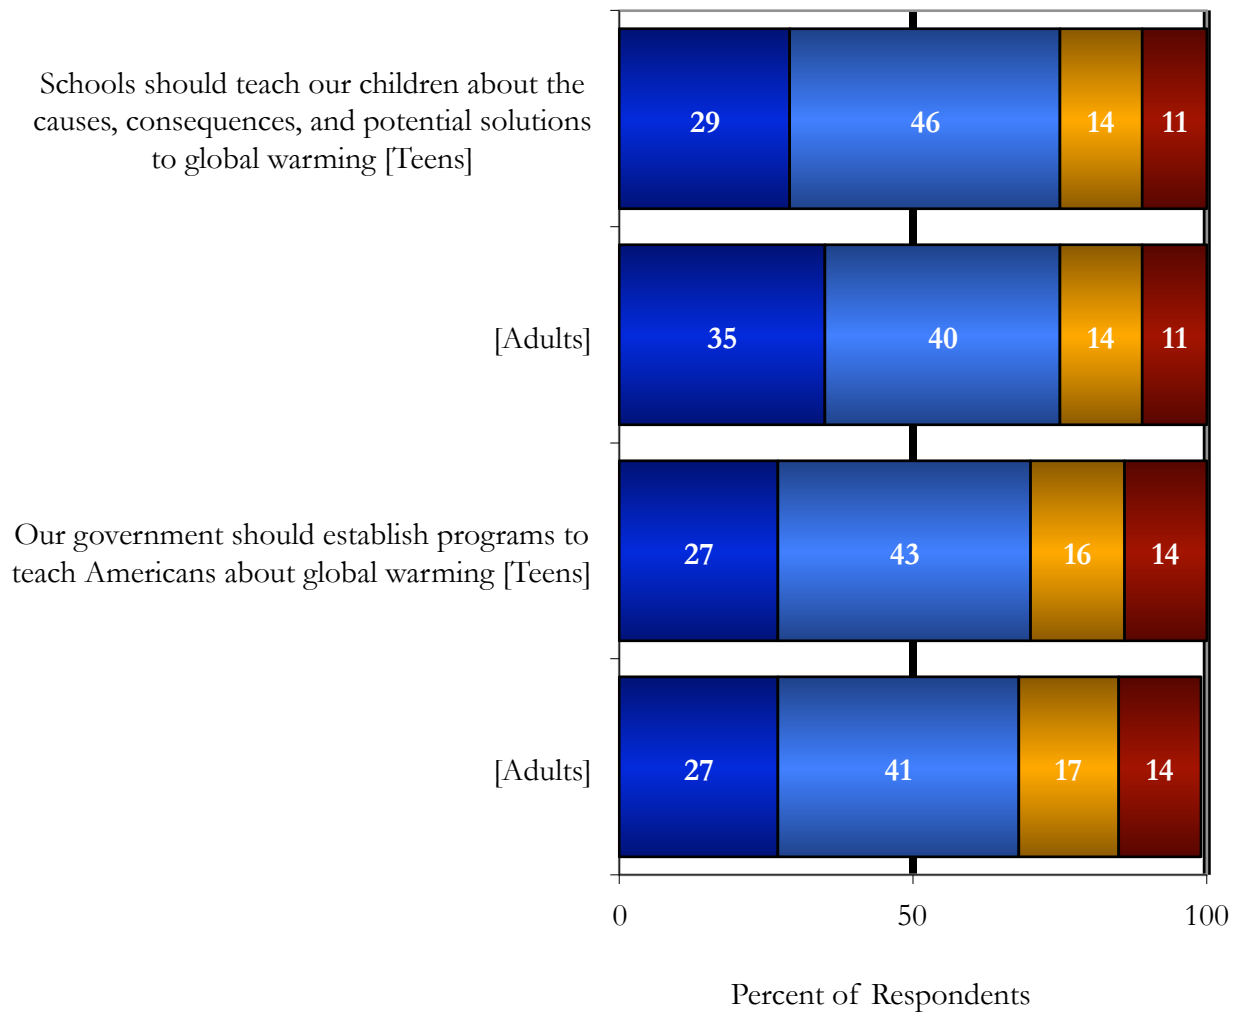 Schools should teach our children about the
causes, consequences, and potential solutions
to global warming [Teens]
29 46 14 11
[Adults]
35 40 14 11
Our government should establish programs to
teach Americans about global warming [Teens]
27 43 16 14
[Adults]
27 41 17 14
0 50 100
Percent of Respondents